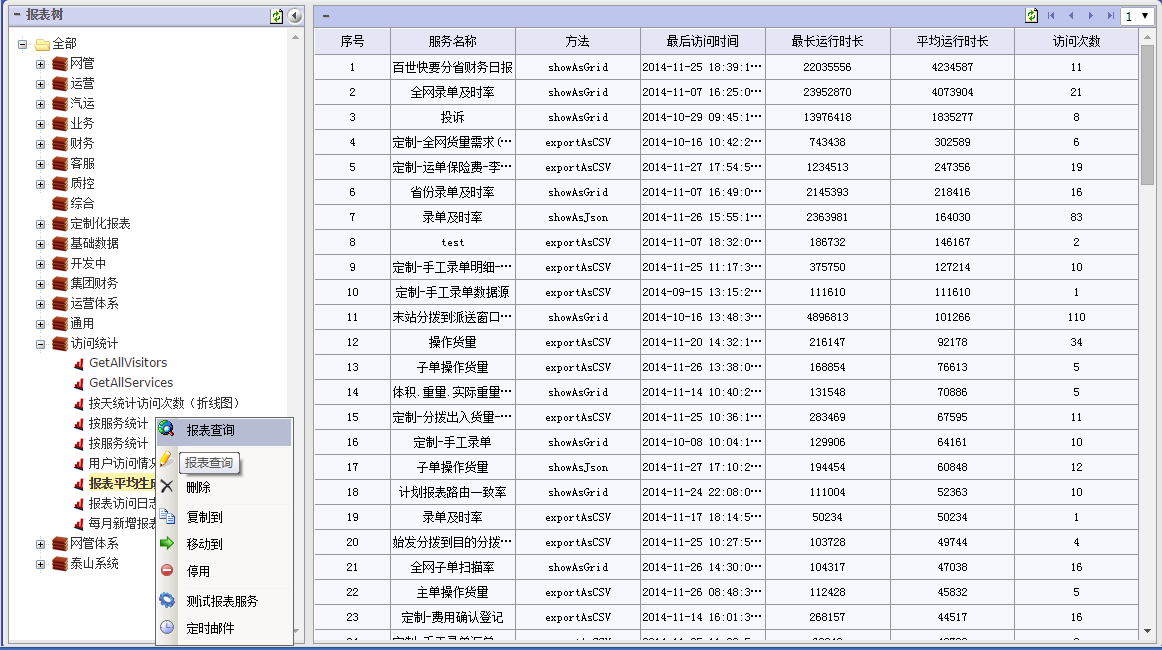 报表树
全部
网管
运营
汽运
业务
财务
客服
质控
综合
定制化报表
基础数据
开发中
集团财务
运营体系
通用
访问统计
GetAllVisitors
GetAllServices
按天统计访问次数（折线图）
按服务统计
按服务统计
用户访问情况
报表平均生成
报表访问日志
每月新增报表
网管体系
泰山系统
报表查询
报表查询
删除
复制到
移动到
停用
测试报表服务
定时邮件
1
序号 服务名称 方法 最后访问时间 最长运行时长 平均运行时长 访问次数
1 百世快要分省财务日报 showAsGrid 2014-11-25 18:39:1··· 22035556 4234587 11
2 全网录单及时率 showAsGrid 2014-11-07 16:25:0··· 23952870 4073904 21
3 投诉 showAsGrid 2014-10-29 09:45:1··· 13976418 1835277 8
4 定制-全网货量需求(··· exportAsCSV 2014-10-16 10:42:2··· 743438 302589 6
5 定制-运单保险费-李··· exportAsCSV 2014-11-27 17:54:5··· 1234513 247356 19
6 省份录单及时率 showAsGrid 2014-11-07 16:49:0··· 2145393 218416 16
7 录单及时率 showAsJson 2014-11-26 15:55:1··· 2363981 164030 83
8 test exportAsCSV 2014-11-07 18:32:0··· 186732 146167 2
9 定制-手工录单明细-··· exportAsCSV 2014-11-25 11:17:3··· 375750 127214 10
10 定制-手工录单数据源 exportAsCSV 2014-09-15 13:15:2··· 111610 111610 1
11 末站分拨到派送窗口··· showAsGrid 2014-10-16 13:48:3··· 4896813 101266 110
12 操作货量 exportAsCSV 2014-11-20 14:32:1··· 216147 92178 34
13 子单操作货量 exportAsCSV 2014-11-26 13:38:0··· 168854 76613 5
14 体积.重量.实际重量··· showAsGrid 2014-11-14 10:40:2··· 131548 70886 5
15 定制-分拨出入货量-··· exportAsCSV 2014-11-25 10:36:1··· 283469 67595 11
16 定制-手工录单 showAsGrid 2014-10-08 10:04:1··· 129906 64161 10
17 子单操作货量 showAsJson 2014-11-27 17:10:2··· 194454 60848 12
18 计划报表路由一致率 showAsGrid 2014-11-24 22:08:0··· 111004 52363 10
19 录单及时率 exportAsCSV 2014-11-17 18:14:5··· 50234 50234 1
20 始发分拨到目的分拨··· exportAsCSV 2014-11-25 10:27:5··· 103728 49744 4
21 全网子单扫描率 showAsGrid 2014-11-26 14:30:0··· 104317 47038 16
22 主单操作货量 exportAsCSV 2014-11-26 08:48:3··· 112428 45832 5
23 定制-费用确认登记 exportAsCSV 2014-11-14 16:01:3··· 268157 44517 16